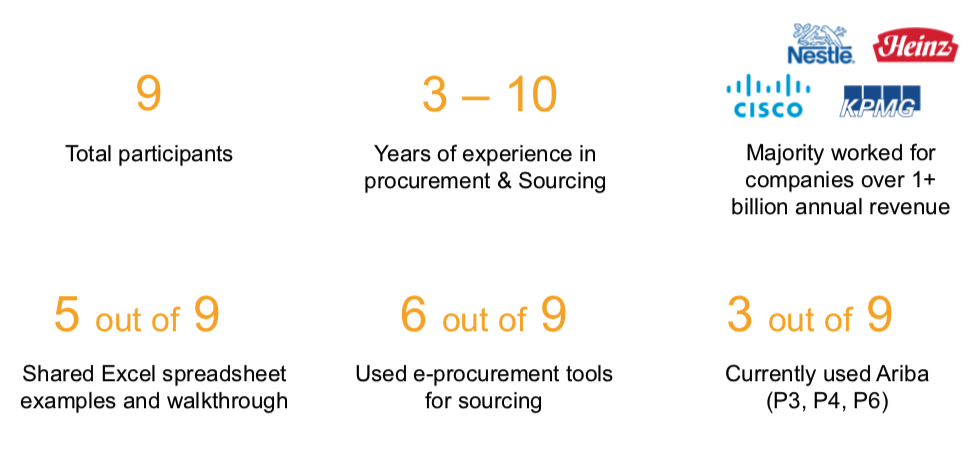 Nestlé
Heinz
CISCO
KPMG
9
Total participants
3 – 10
Years of experience in
procurement & Sourcing
Majority worked for
companies over 1+
billion annual revenue
5 out of 9
Shared Excel spreadsheet
examples and walkthrough
6 out of 9
Used e-procurement tools
for sourcing
3 out of 9
Currently used Ariba
(P3, P4, P6)